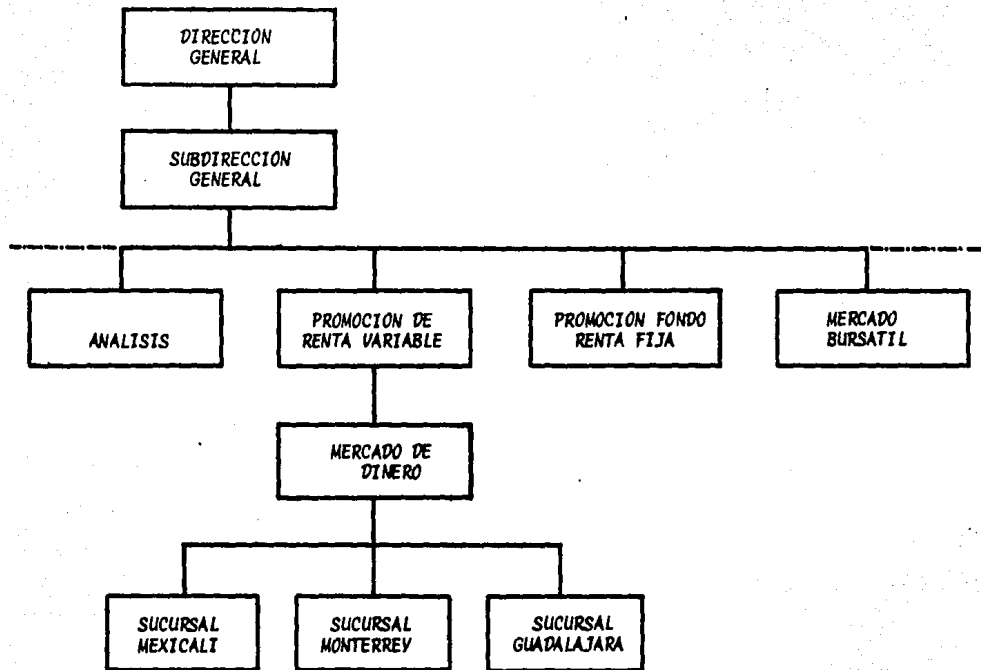 DIRECCION
GENERAL
SUBDIRECCION
GENERAL
ANALISIS
PROMOCION DE
RENTA VARIABLE
PROMOCION FONDO
RENTA FIJA
MERCADO
BURSATIL
MERCADO DE
DINERO
SUCURSAL
MEXICALI
SUCURSAL
MONTERREY
SUCURSAL
GUADALAJARA